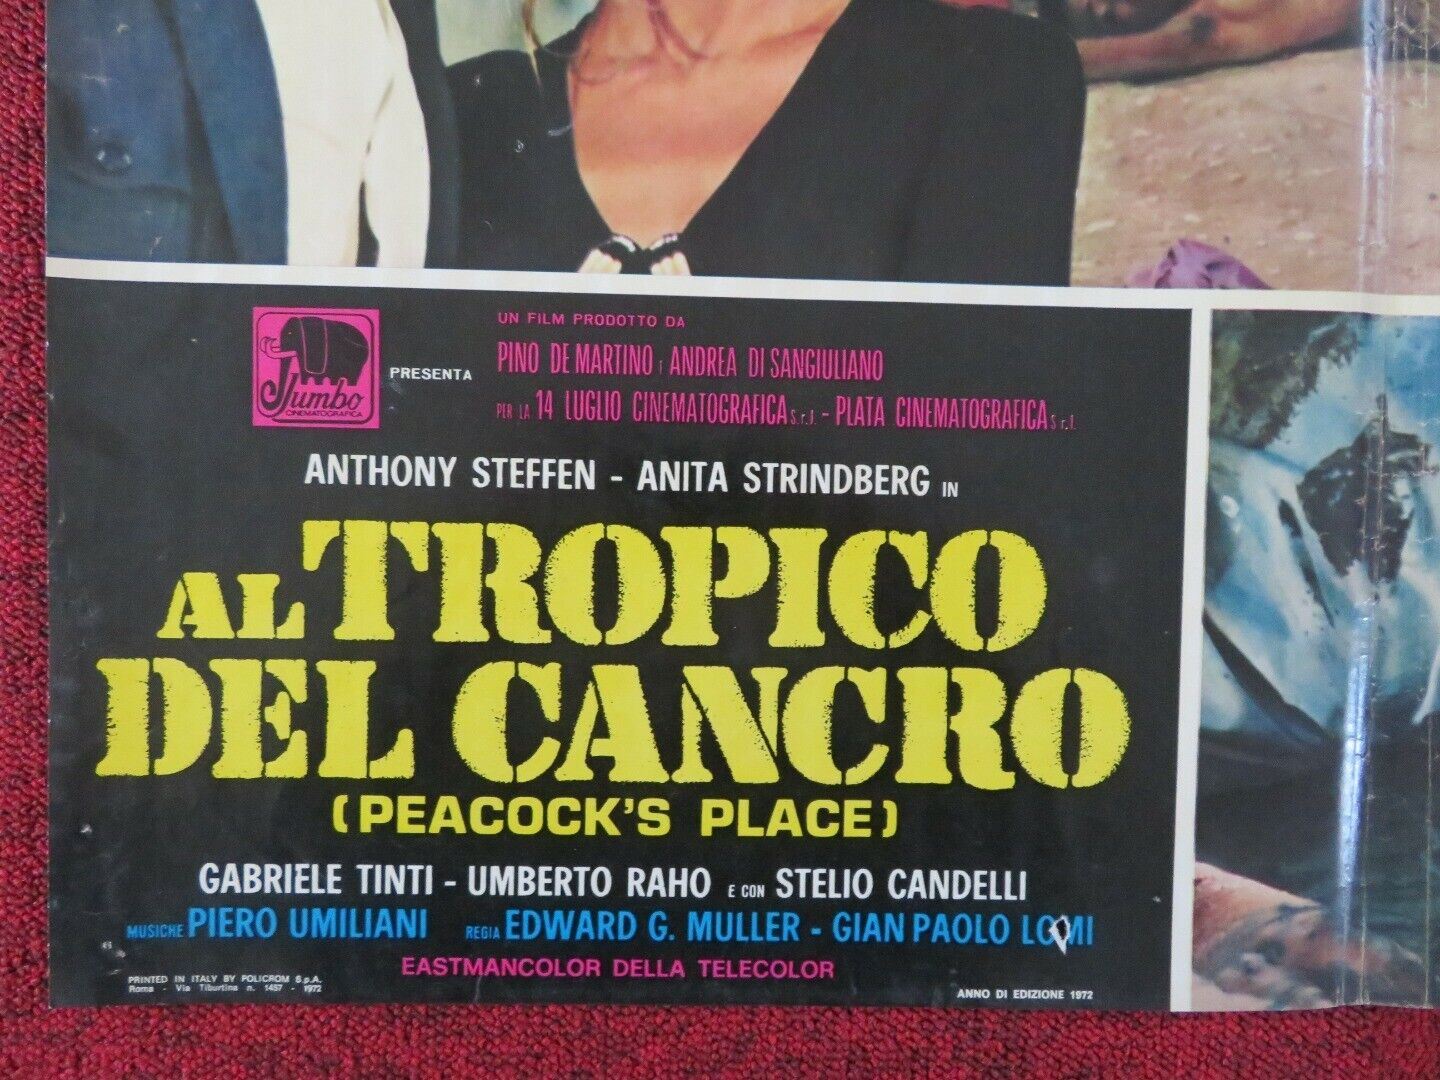 Jumbo
CINEMATOGRAFICA
PRESENTA
UN FILM PRODOTTO DA
PINO DE MARTINO E ANDREA DI SANGIULIANO
PER LA 14 LUGLIO CINEMATOGRAFICA S.r.l. - PLATA CINEMATOGRAFICA S r.l.
ANTHONY STEFFEN - ANITA STRINDBERG IN
AL TROPICO
DEL CANCRO
(PEACOCK'S PLACE)
GABRIELE TINTI - UMBERTO RAHO E CON STELIO CANDELLI
MUSICHE PIERO UMILIANI REGIA EDWARD G. MULLER - GIAN PAOLO LOMI
EASTMANCOLOR DELLA TELECOLOR
PRINTED IN ITALY BY POLICROM S.p.A.
Roma - Via Tiburtina n. 1457 - 1972
ANNO DI EDIZIONE 1972